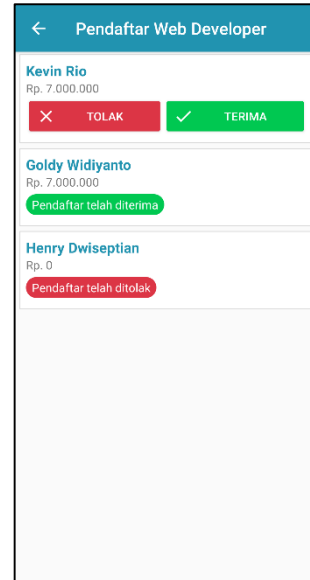 Pendaftar Web Developer
Kevin Rio
Rp. 7.000.000
TOLAK
TERIMA
Goldy Widiyanto
Rp. 7.000.000
Pendaftar telah diterima
Henry Dwiseptian
Rp. 0
Pendaftar telah ditolak